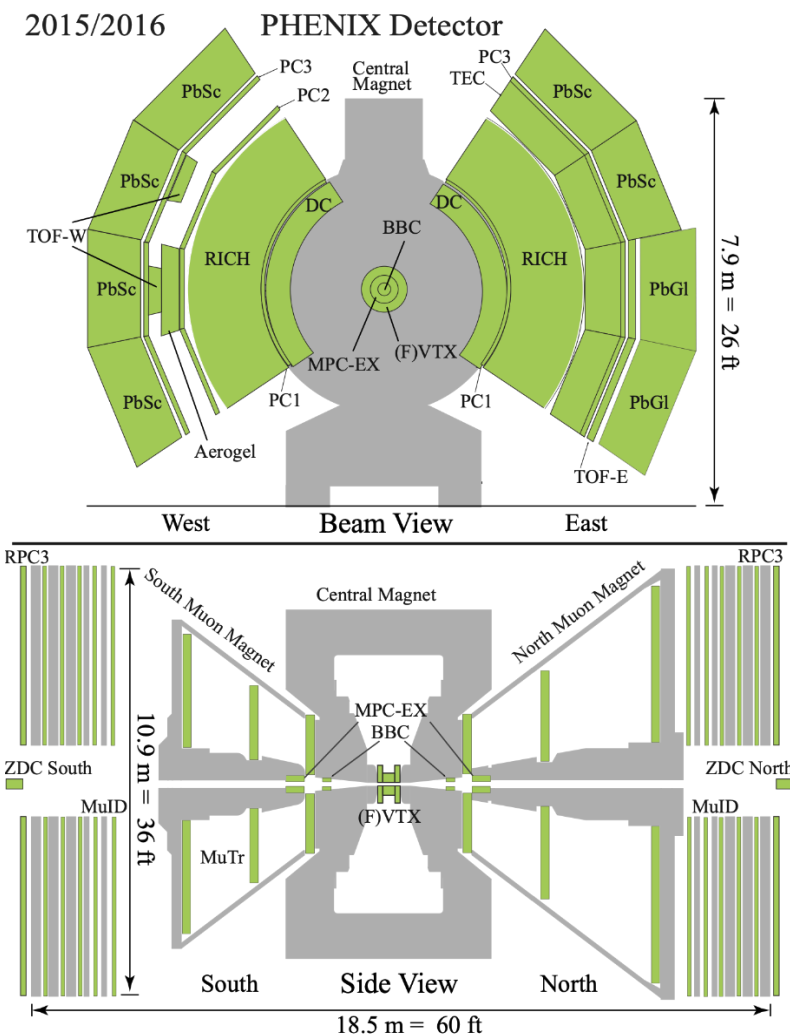 2015/2016 PHENIX Detector
PC3
Central
Magnet
PC3
TEC
PbSc
PbSc
PC2
PbSc
PbSc
DC
DC
BBC
TOF-W
RICH
RICH
PbSc
PbGl
7.9 m = 26 ft
MPC-EX
(F)VTX
PbSc
PC1
PC1
PbGl
Aerogel
TOF-E
West
Beam View
East
RPC3
RPC3
South Muon Magnet
Central Magnet
North Muon Magnet
MPC-EX
BBC
10.9 m = 36 ft
ZDC South
ZDC North
MuID
MuID
(F)VTX
MuTr
South
Side View
North
18.5 m = 60 ft